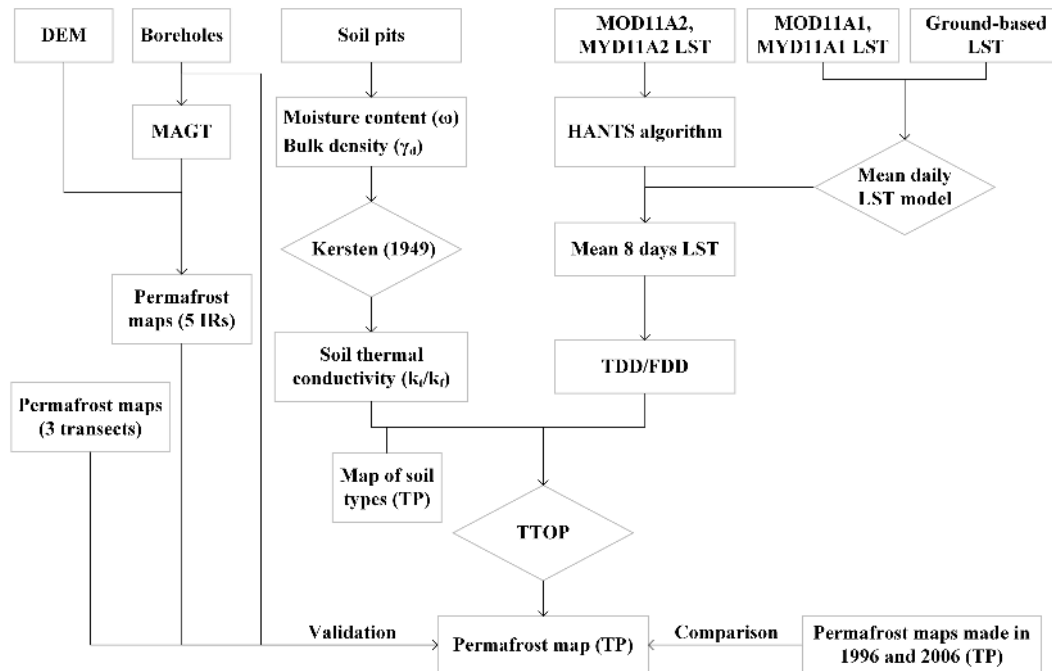 DEM
Boreholes
Soil pits
MOD11A2,
MYD11A2 LST
MOD11A1,
MYD11A1 LST
Ground-based
LST
Moisture content (ω)
Bulk density (γd)
MAGT
HANTS algorithm
Mean daily
LST model
Kersten (1949)
Mean 8 days LST
Permafrost
maps (5 IRs)
Soil thermal
conductivity (kt/kf)
TDD/FDD
Permafrost maps
(3 transects)
Map of soil
types (TP)
TTOP
Validation
Permafrost map (TP)
Comparison
Permafrost maps made in
1996 and 2006 (TP)